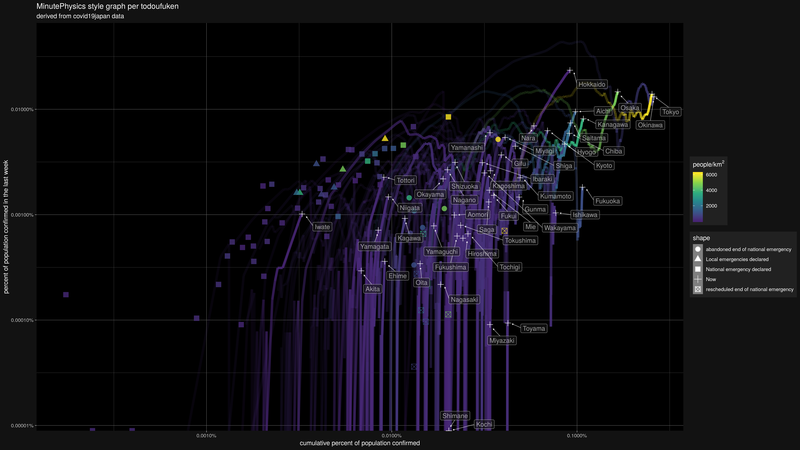 MinutePhysics style graph per todoufuken
derived from covid19japan data
percent of population confirmed in the last week
0.01000%
0.00100%
0.00010%
0.00001%
Hokkaido
Aichi
Osaka
Tokyo
Kanagawa
Okinawa
Nara
Saitama
Yamanashi
Miyagi
Hyogo
Chiba
Gifu
Shiga
Kyoto
Tottori
Shizuoka
Kagoshima
Ibaraki
Okayama
Kumamoto
Fukuoka
Nagano
Niigata
Aomori
Fukui
Gunma
Ishikawa
Iwate
Saga
Mie
Wakayama
Kagawa
Tokushima
Yamagata
Yamaguchi
Hiroshima
Fukushima
Tochigi
Ehime
Oita
Akita
Nagasaki
Toyama
Miyazaki
Shimane
Kochi
0.0010%
0.0100%
0.1000%
cumulative percent of population confirmed
people/km²
6000
4000
2000
shape
abandoned end of national emergency
Local emergencies declared
National emergency declared
Now
rescheduled end of national emergency